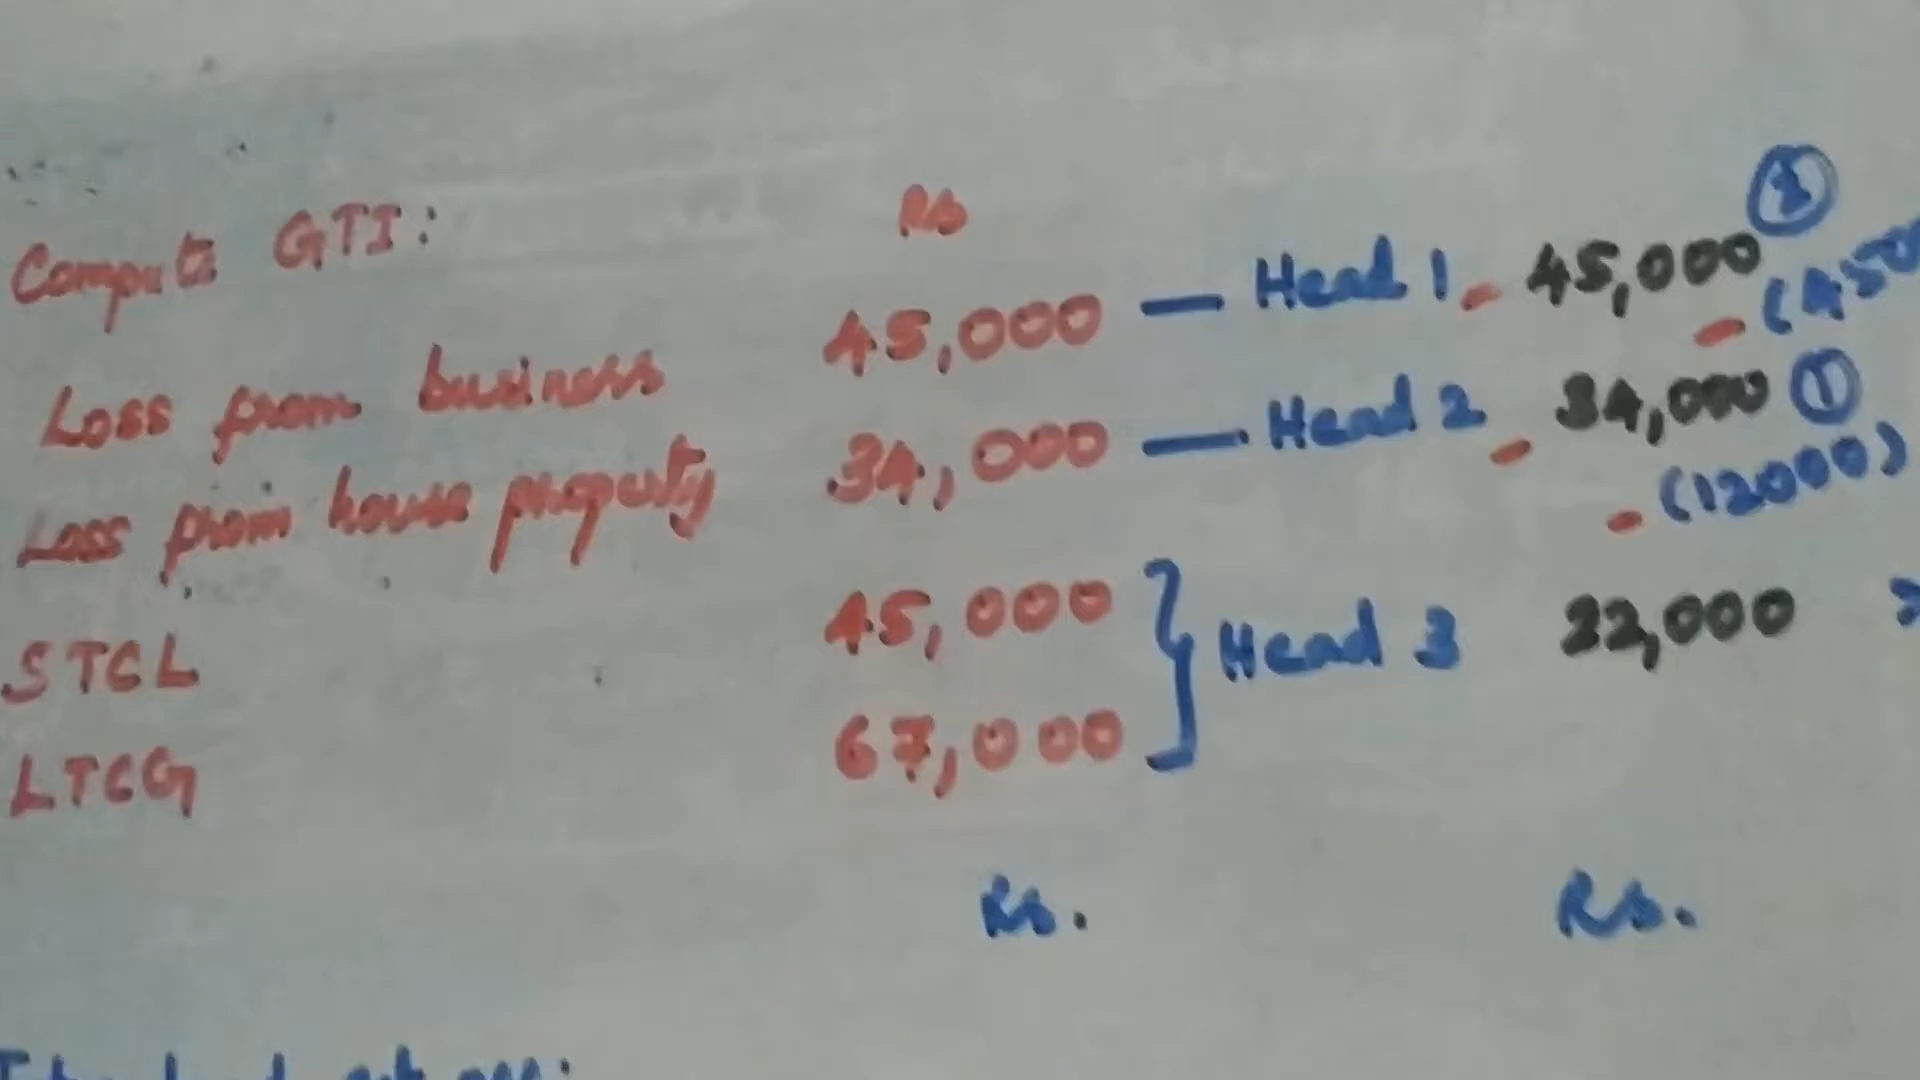 Compute GTI: Rs
Loss from business 45,000 — Head 1 - 45,000 2
- (450
Loss from house property 34,000 — Head 2 - 34,000 1
- (12000)
STCL 45,000 } Head 3 22,000
LTCG 67,000
Rs. Rs.